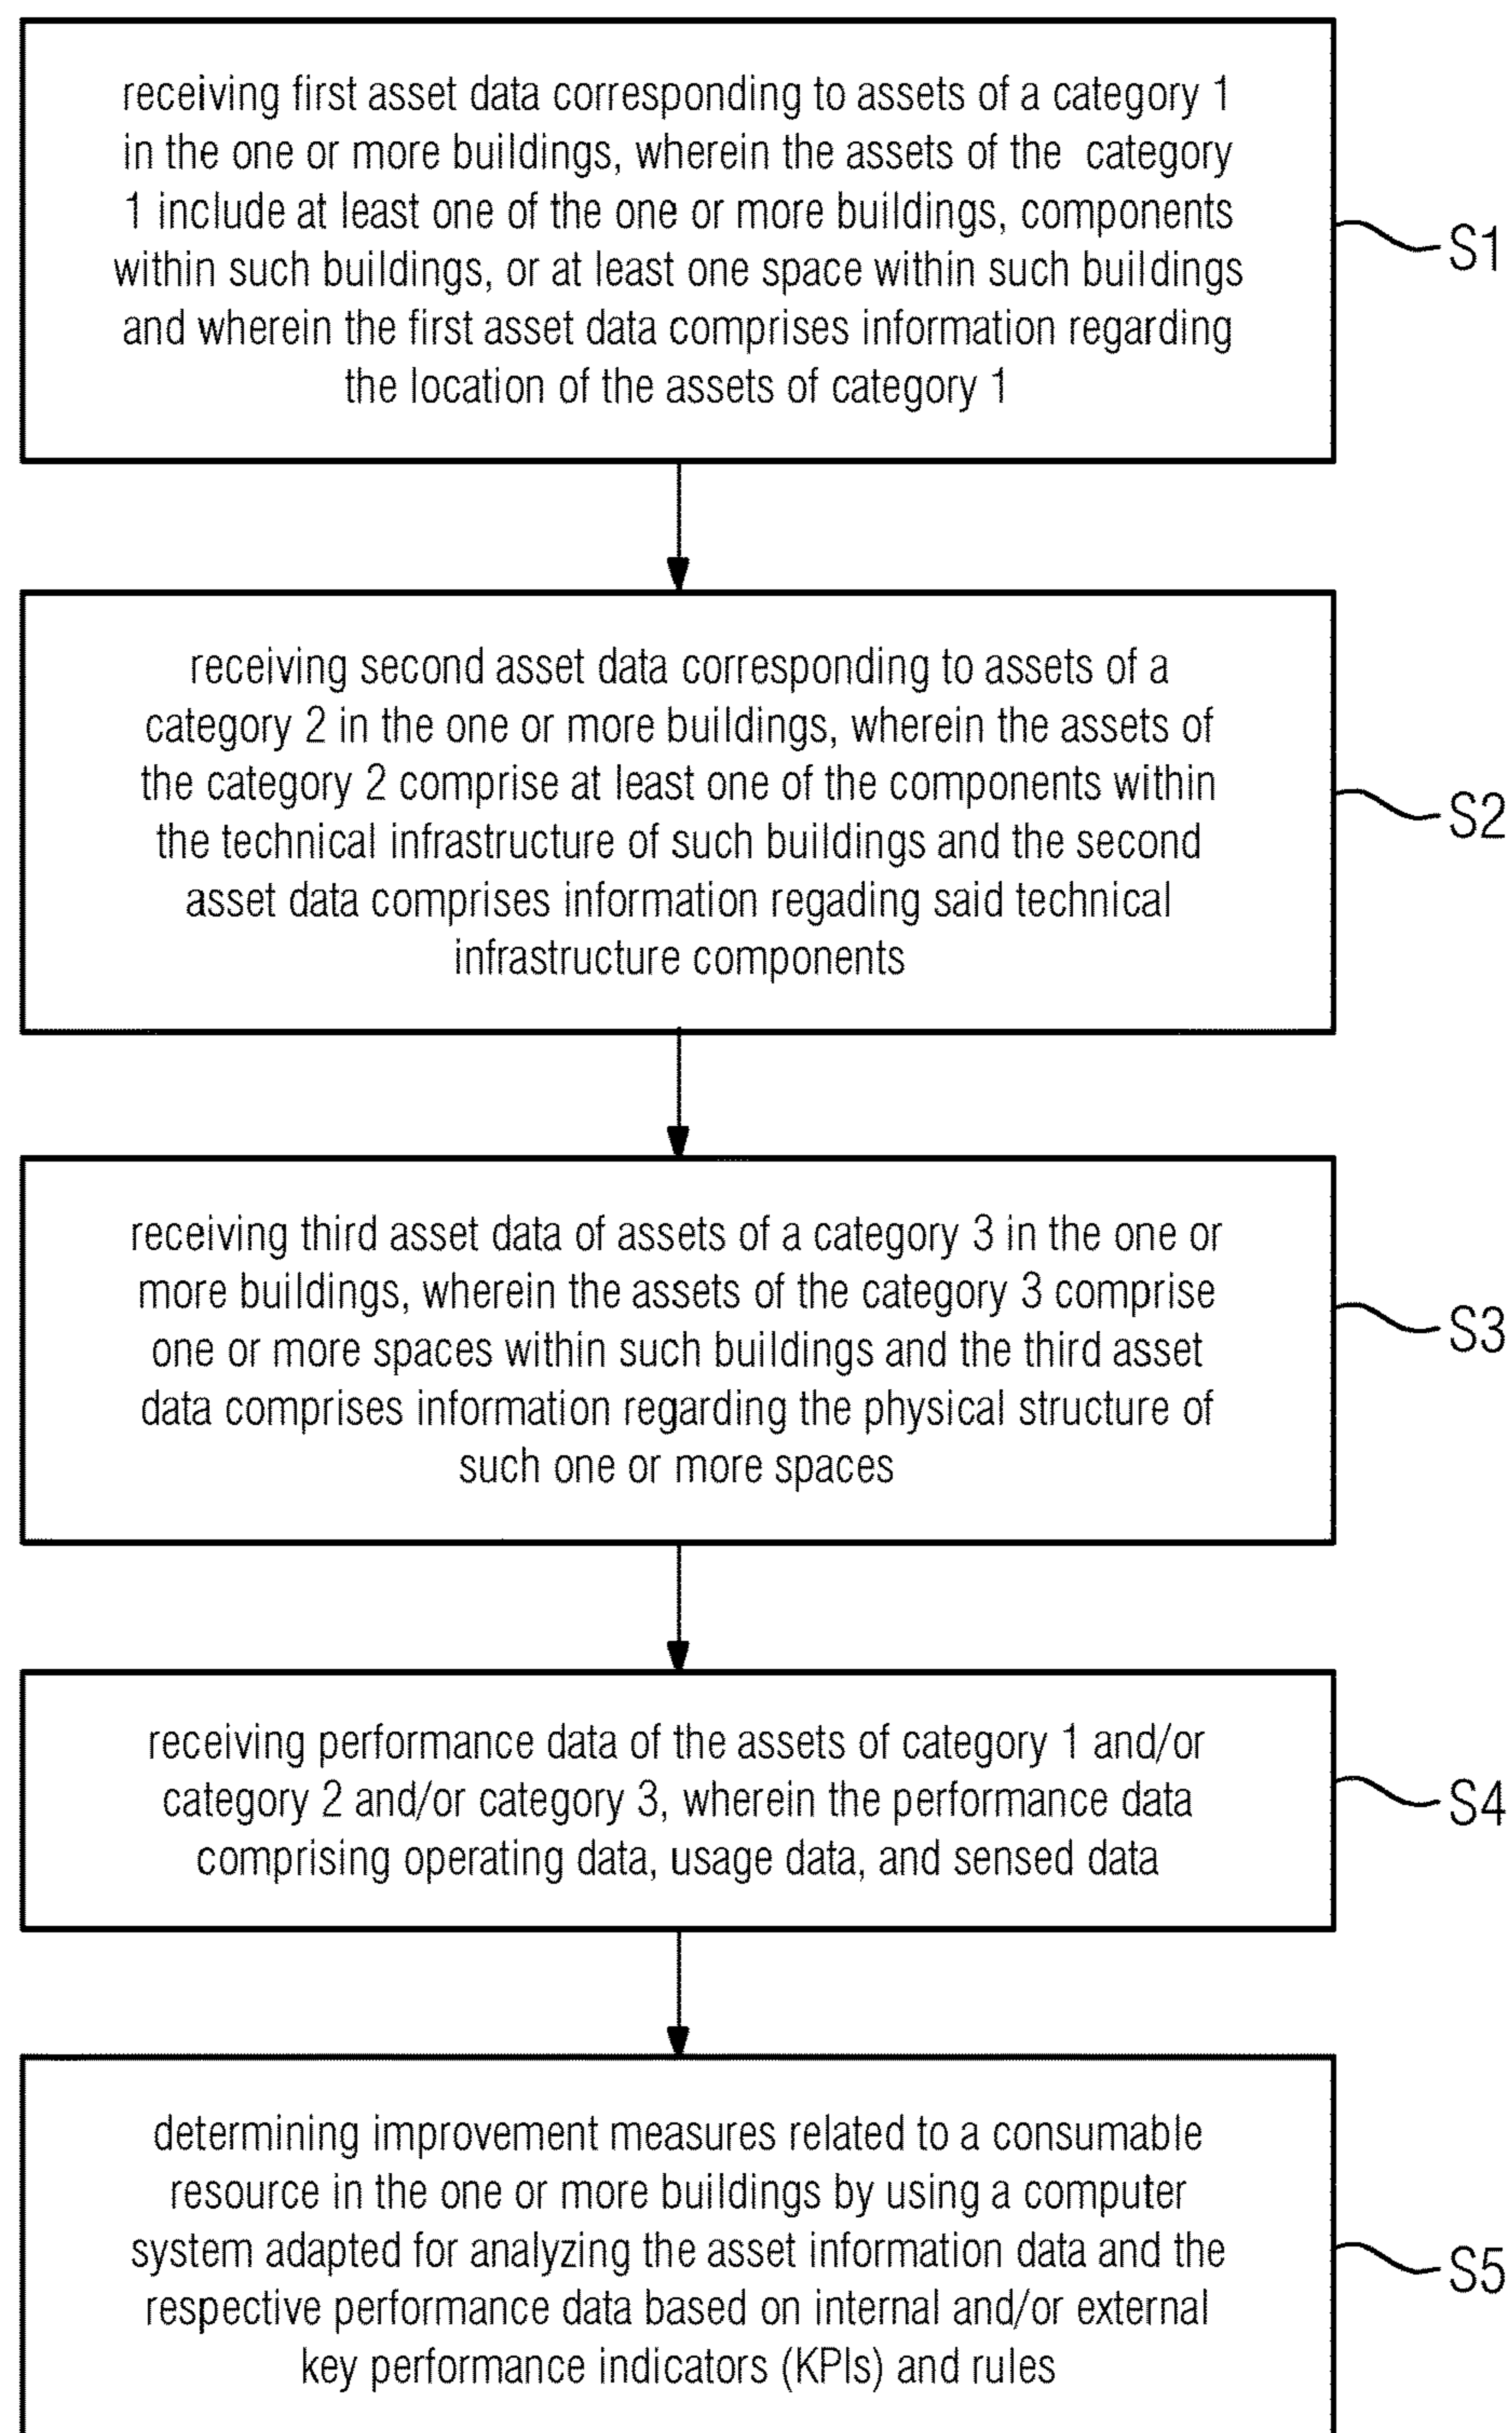 receiving first asset data corresponding to assets of a category 1
in the one or more buildings, wherein the assets of the category
1 include at least one of the one or more buildings, components
within such buildings, or at least one space within such buildings
and wherein the first asset data comprises information regarding
the location of the assets of category 1
S1
receiving second asset data corresponding to assets of a
category 2 in the one or more buildings, wherein the assets of
the category 2 comprise at least one of the components within
the technical infrastructure of such buildings and the second
asset data comprises information regading said technical
infrastructure components
S2
receiving third asset data of assets of a category 3 in the one or
more buildings, wherein the assets of the category 3 comprise
one or more spaces within such buildings and the third asset
data comprises information regarding the physical structure of
such one or more spaces
S3
receiving performance data of the assets of category 1 and/or
category 2 and/or category 3, wherein the performance data
comprising operating data, usage data, and sensed data
S4
determining improvement measures related to a consumable
resource in the one or more buildings by using a computer
system adapted for analyzing the asset information data and the
respective performance data based on internal and/or external
key performance indicators (KPIs) and rules
S5